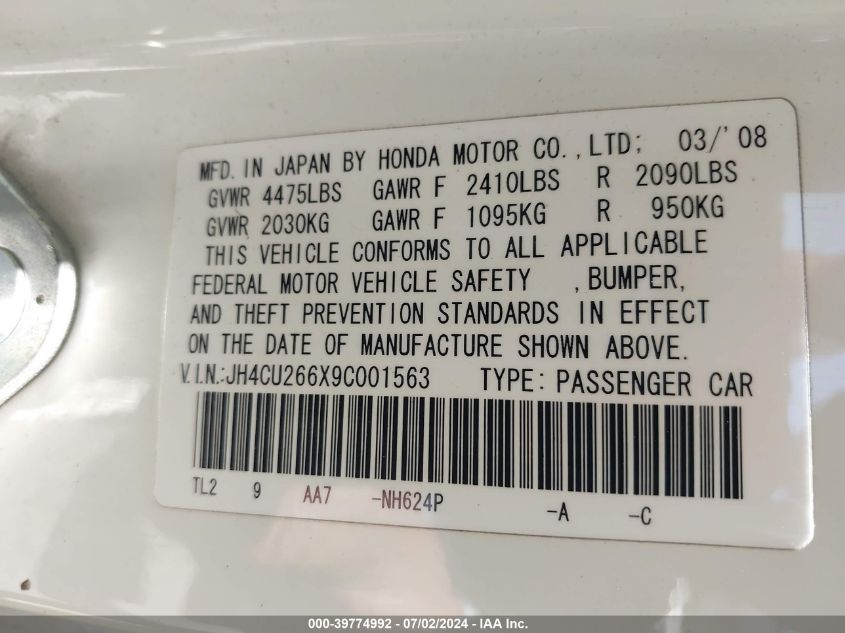 MFD. IN JAPAN BY HONDA MOTOR CO., LTD; 03/'08
GVWR 4475LBS GAWR F 2410LBS R 2090LBS
GVWR 2030KG GAWR F 1095KG R 950KG
THIS VEHICLE CONFORMS TO ALL APPLICABLE
FEDERAL MOTOR VEHICLE SAFETY , BUMPER,
AND THEFT PREVENTION STANDARDS IN EFFECT
ON THE DATE OF MANUFACTURE SHOWN ABOVE.
V.I.N.:JH4CU266X9C001563 TYPE: PASSENGER CAR
TL2 9 AA7 -NH624P -A -C
000-39774992 - 07/02/2024 - IAA Inc.